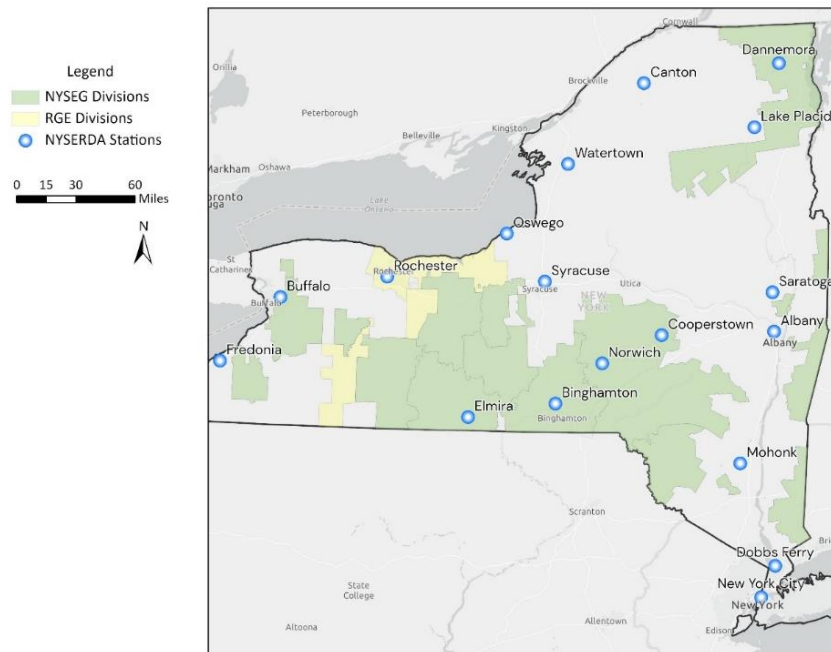 Legend
NYSEG Divisions
RGE Divisions
NYSERDA Stations
0 15 30 60
Miles
N
Cornwall
Orillia
Dannemora
Canton
Brockville
Peterborough
Belleville
Kingston
Lake Placid
Markham
Oshawa
Watertown
Toronto
Lake
Ontario
Oswego
St
Catharines
Rochester
Rochester
Syracuse
Syracuse
Utica
Saratoga
Buffalo
Buffalo
NEW
YORK
Cooperstown
Albany
Albany
Fredonia
Norwich
Binghamton
Binghamton
Elmira
Mohonk
Scranton
Dobbs Ferry
State
College
New York City
New York
Altoona
Allentown
Edison